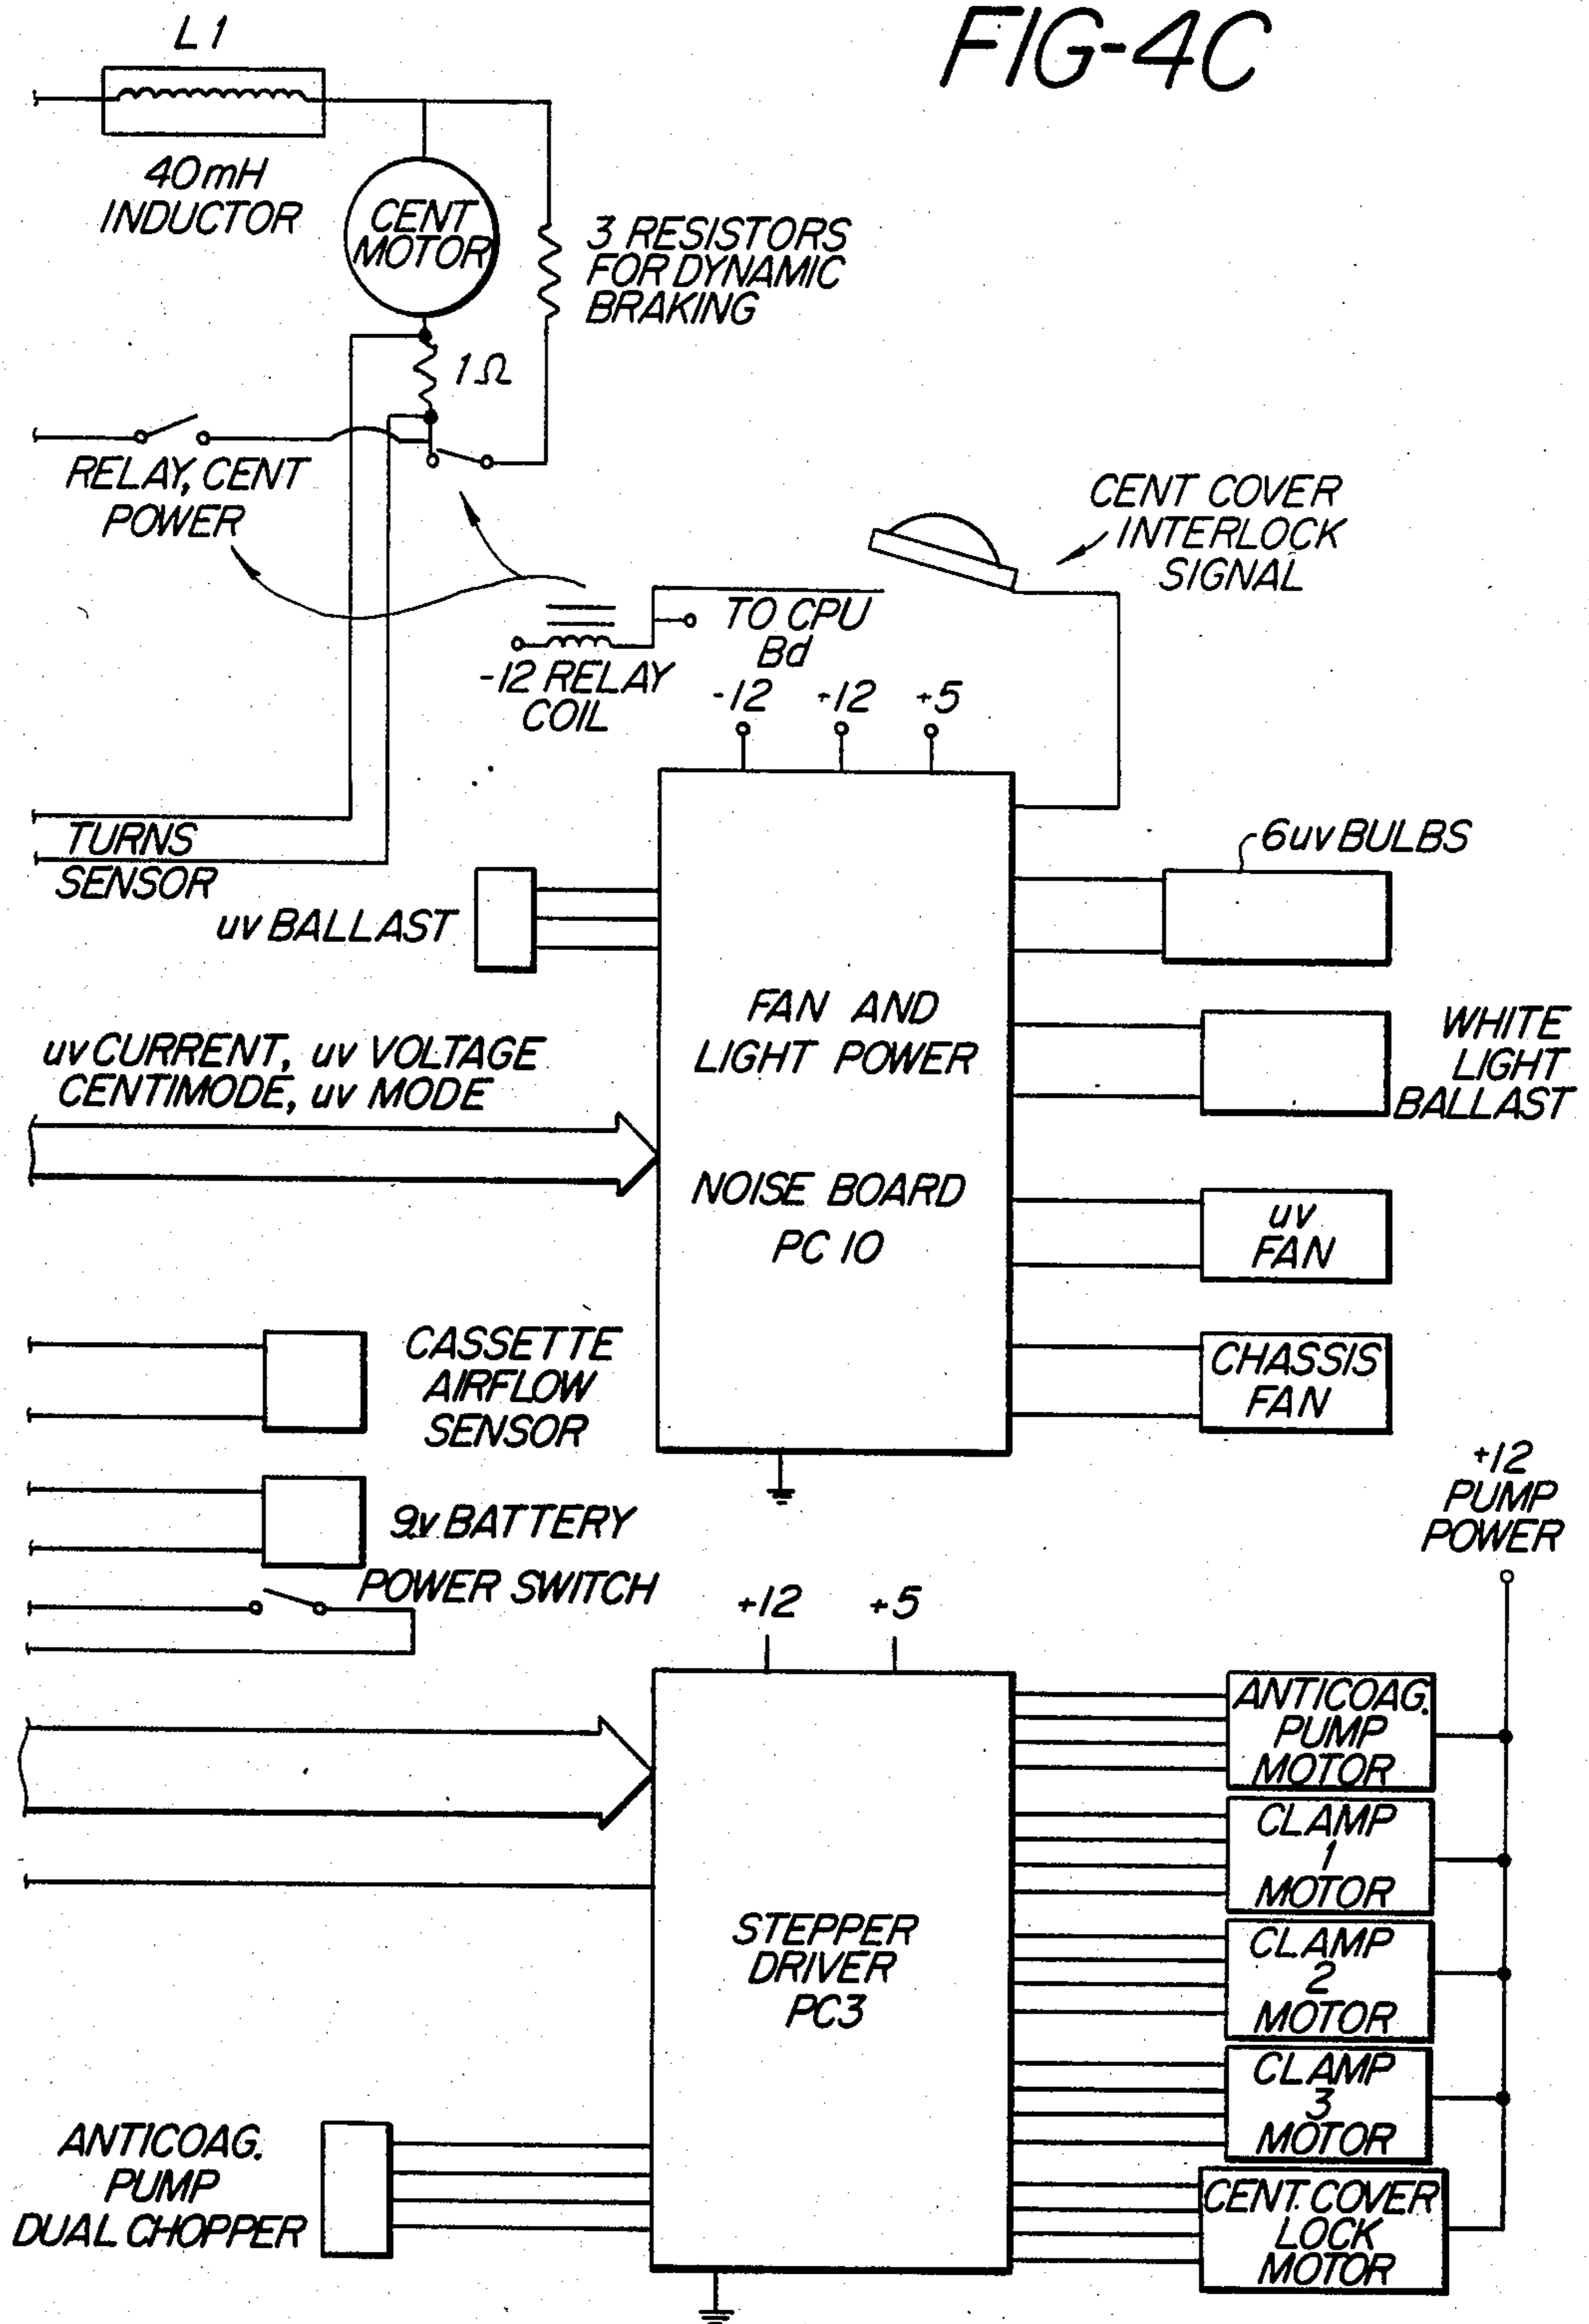 FIG-4C
L1
40mH
INDUCTOR
CENT
MOTOR
3 RESISTORS
FOR DYNAMIC
BRAKING
1Ω
RELAY, CENT
POWER
CENT COVER
INTERLOCK
SIGNAL
TO CPU
Bd
-12 RELAY
COIL
-12 +12 +5
TURNS
SENSOR
uv BALLAST
6uv BULBS
FAN AND
LIGHT POWER
NOISE BOARD
PC 10
WHITE
LIGHT
BALLAST
uv CURRENT, uv VOLTAGE
CENTIMODE, uv MODE
uv
FAN
CHASSIS
FAN
CASSETTE
AIRFLOW
SENSOR
9v BATTERY
POWER SWITCH
+12
PUMP
POWER
+12 +5
STEPPER
DRIVER
PC3
ANTICOAG.
PUMP
MOTOR
CLAMP
1
MOTOR
CLAMP
2
MOTOR
CLAMP
3
MOTOR
CENT. COVER
LOCK
MOTOR
ANTICOAG.
PUMP
DUAL CHOPPER